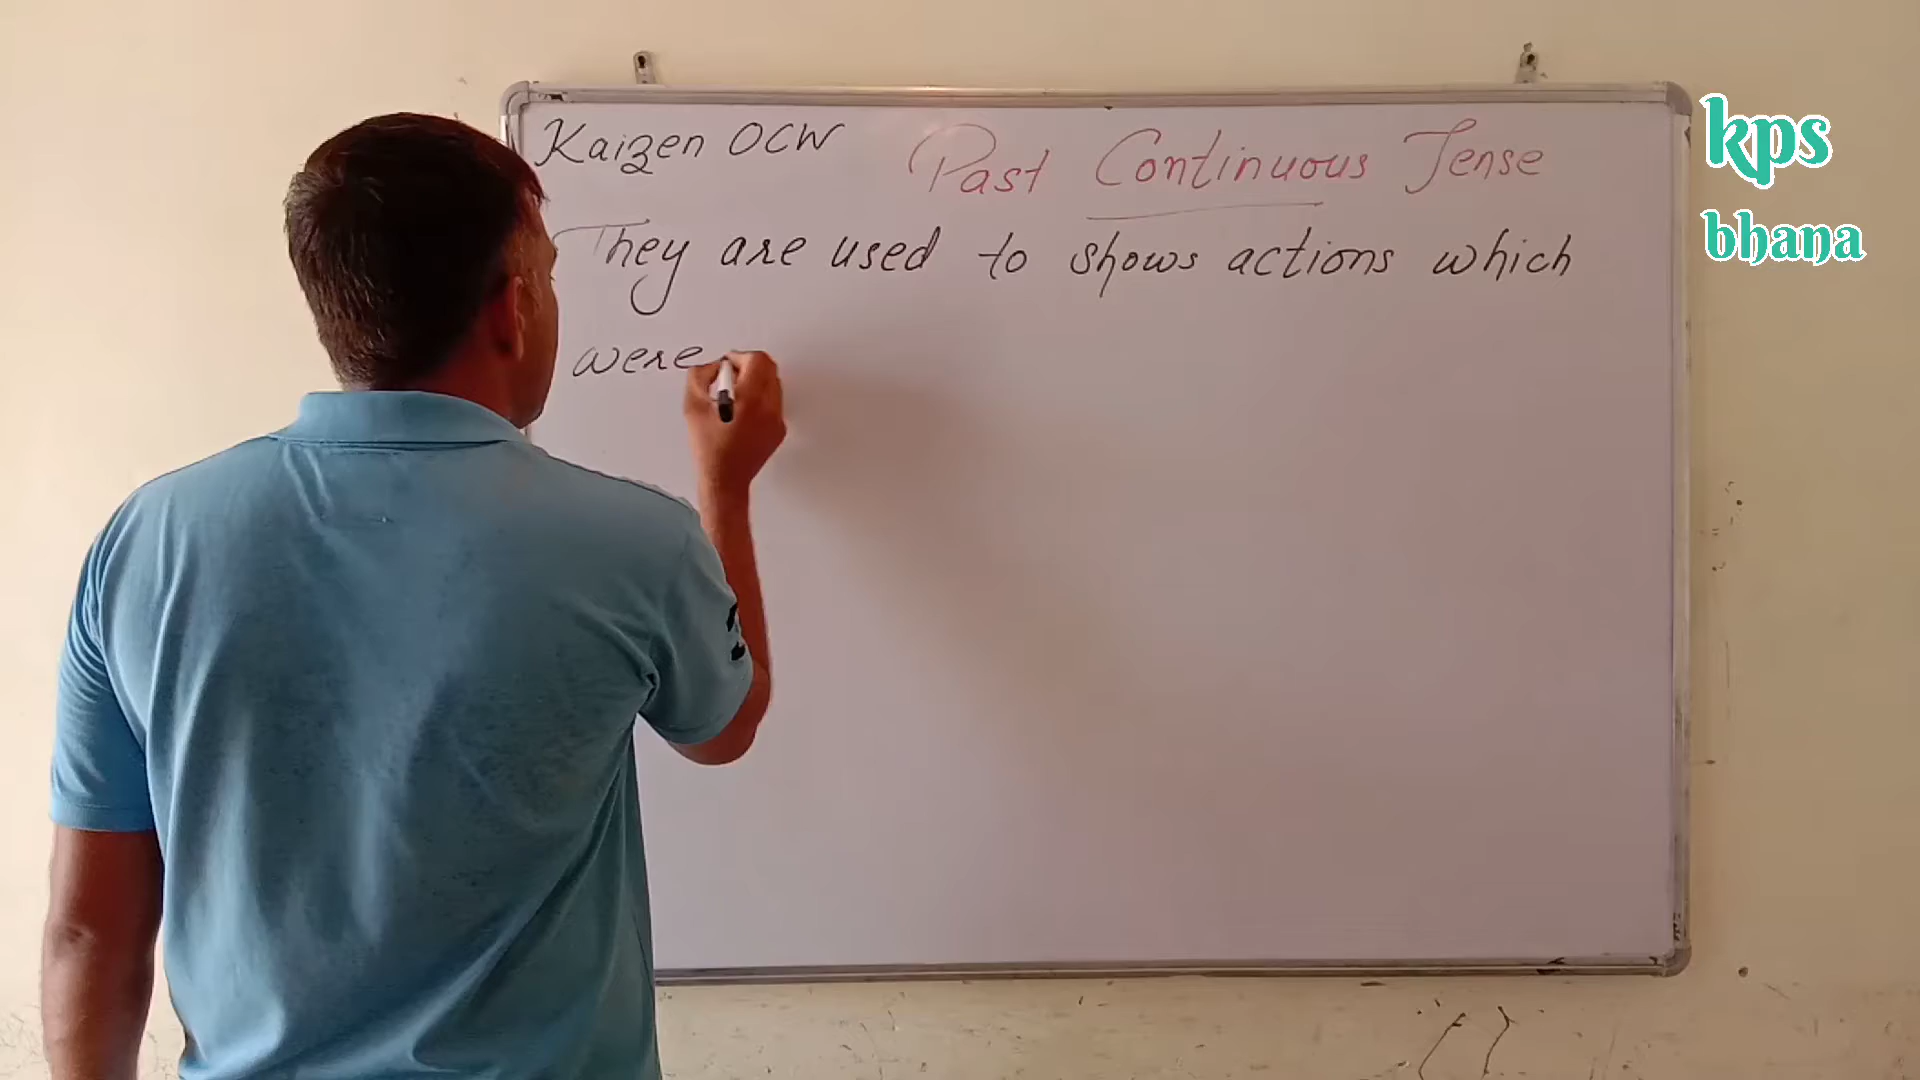 Kaizen OCW
Past Continuous Tense
They are used to shows actions which
were
kps
bhana